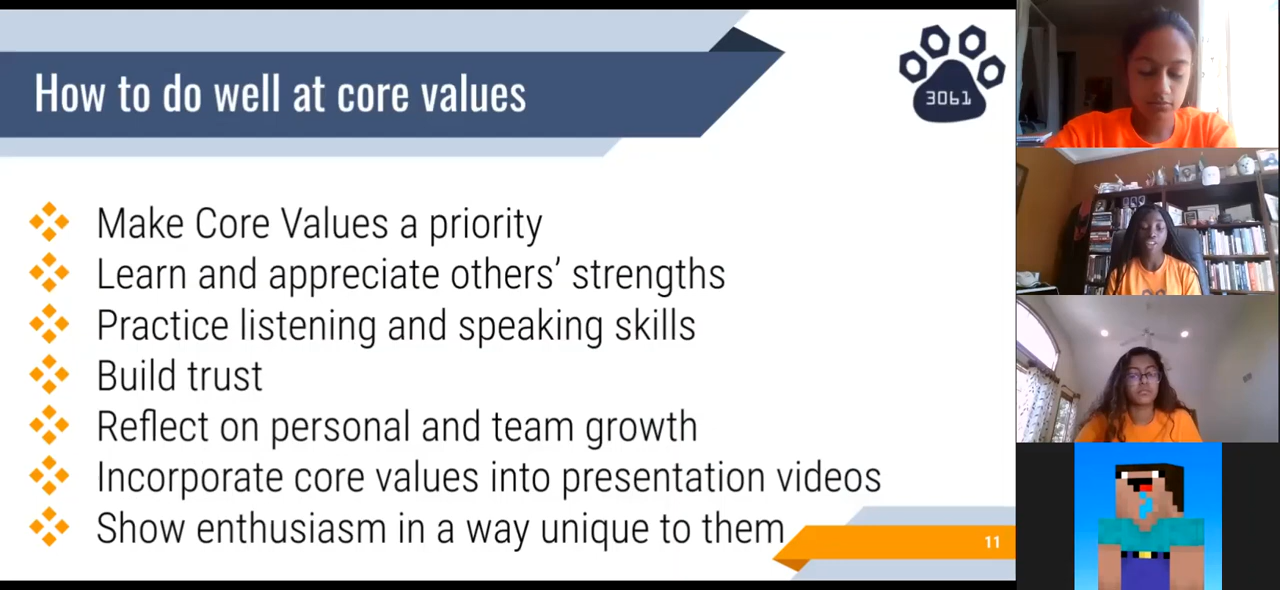 How to do well at core values
3061
Make Core Values a priority
Learn and appreciate others’ strengths
Practice listening and speaking skills
Build trust
Reflect on personal and team growth
Incorporate core values into presentation videos
Show enthusiasm in a way unique to them
11